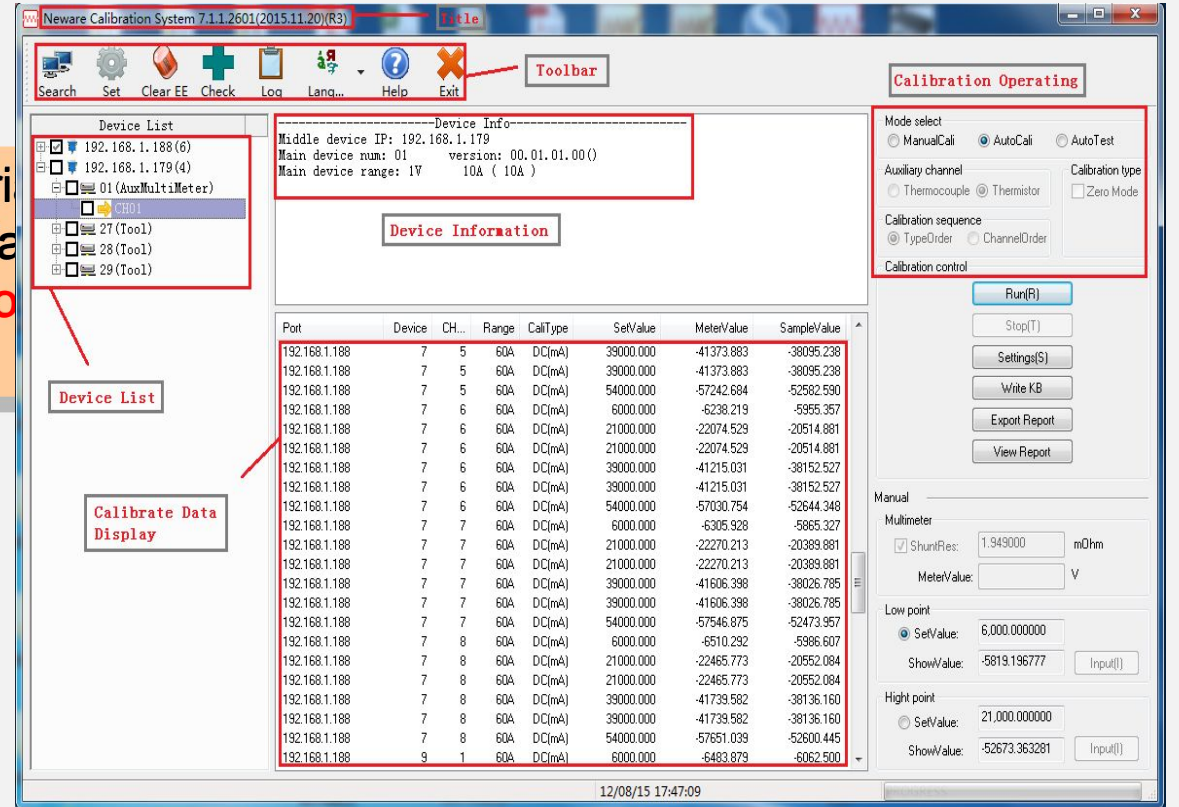 Neware Calibration System 7.1.1.2601(2015.11.20)(R3)
Title
Search Set Clear EE Check Log Lang... Help Exit
Toolbar
Calibration Operating
Device List
192.168.1.188(6)
192.168.1.179(4)
01(AuxMultiMeter)
CH01
27(Tool)
28(Tool)
29(Tool)
Device List
Calibrate Data
Display
-------------------------Device Info-------------------------
Middle device IP: 192.168.1.179
Main device num: 01 version: 00.01.01.00()
Main device range: 1V 10A ( 10A )
Device Information
Port Device CH... Range CaliType SetValue MeterValue SampleValue
192.168.1.188 7 5 60A DC(mA) 39000.000 -41373.883 -38095.238
192.168.1.188 7 5 60A DC(mA) 39000.000 -41373.883 -38095.238
192.168.1.188 7 5 60A DC(mA) 54000.000 -57242.684 -52582.590
192.168.1.188 7 6 60A DC(mA) 6000.000 -6238.219 -5955.357
192.168.1.188 7 6 60A DC(mA) 21000.000 -22074.529 -20514.881
192.168.1.188 7 6 60A DC(mA) 21000.000 -22074.529 -20514.881
192.168.1.188 7 6 60A DC(mA) 39000.000 -41215.031 -38152.527
192.168.1.188 7 6 60A DC(mA) 39000.000 -41215.031 -38152.527
192.168.1.188 7 6 60A DC(mA) 54000.000 -57030.754 -52644.348
192.168.1.188 7 7 60A DC(mA) 6000.000 -6305.928 -5865.327
192.168.1.188 7 7 60A DC(mA) 21000.000 -22270.213 -20389.881
192.168.1.188 7 7 60A DC(mA) 21000.000 -22270.213 -20389.881
192.168.1.188 7 7 60A DC(mA) 39000.000 -41606.398 -38026.785
192.168.1.188 7 7 60A DC(mA) 39000.000 -41606.398 -38026.785
192.168.1.188 7 7 60A DC(mA) 54000.000 -57546.875 -52473.957
192.168.1.188 7 8 60A DC(mA) 6000.000 -6510.292 -5986.607
192.168.1.188 7 8 60A DC(mA) 21000.000 -22465.773 -20552.084
192.168.1.188 7 8 60A DC(mA) 21000.000 -22465.773 -20552.084
192.168.1.188 7 8 60A DC(mA) 39000.000 -41739.582 -38136.160
192.168.1.188 7 8 60A DC(mA) 39000.000 -41739.582 -38136.160
192.168.1.188 7 8 60A DC(mA) 54000.000 -57651.039 -52600.445
192.168.1.188 9 1 60A DC(mA) 6000.000 -6483.879 -6062.500
Mode select
ManualCali AutoCali AutoTest
Auxiliary channel Calibration type
Thermocouple Thermistor Zero Mode
Calibration sequence
TypeOrder ChannelOrder
Calibration control
Run(R)
Stop(T)
Settings(S)
Write KB
Export Report
View Report
Manual
Multimeter
ShuntRes: 1.949000 mOhm
MeterValue: V
Low point
SetValue: 6,000.000000
ShowValue: -5819.196777 Input(I)
Hight point
SetValue: 21,000.000000
ShowValue: -52673.363281 Input(I)
12/08/15 17:47:09